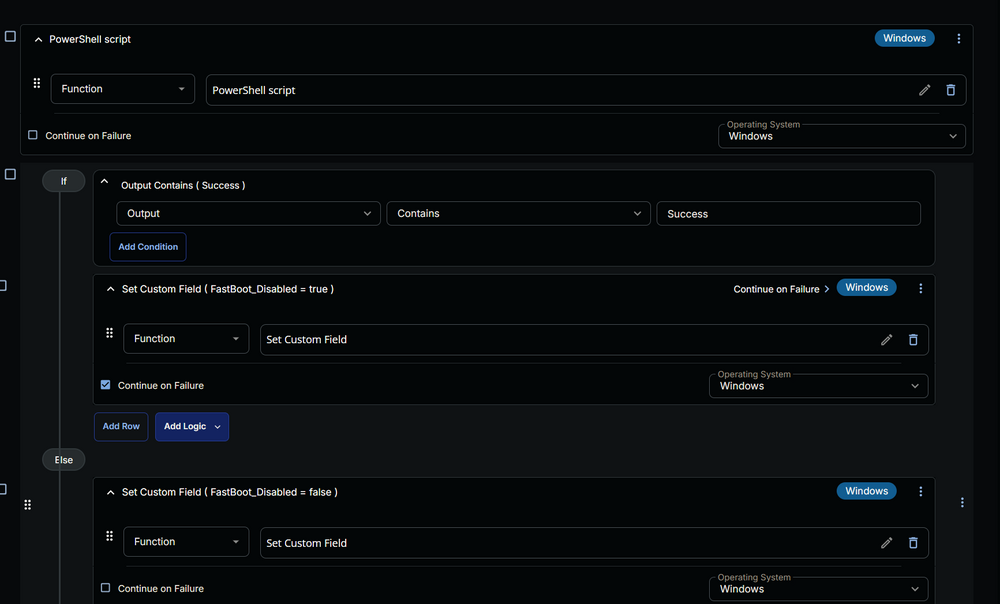 PowerShell script Windows
Function PowerShell script
Continue on Failure Operating System
Windows
If Output Contains ( Success )
Output Contains Success
Add Condition
Set Custom Field ( FastBoot_Disabled = true ) Continue on Failure Windows
Function Set Custom Field
Continue on Failure Operating System
Windows
Add Row Add Logic
Else
Set Custom Field ( FastBoot_Disabled = false ) Windows
Function Set Custom Field
Continue on Failure Operating System
Windows